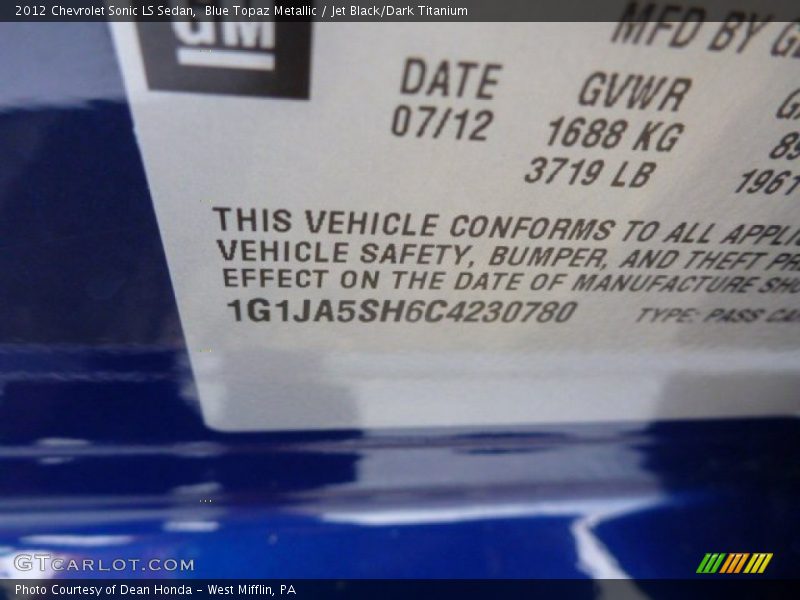 2012 Chevrolet Sonic LS Sedan, Blue Topaz Metallic / Jet Black/Dark Titanium
GM
MFD BY
DATE GVWR
07/12 1688 KG
3719 LB 1961
THIS VEHICLE CONFORMS TO ALL
VEHICLE SAFETY, BUMPER, AND THEFT
EFFECT ON THE DATE OF MANUFACTURE
1G1JA5SH6C4230780 TYPE: PASS
GTCARLOT.COM
Photo Courtesy of Dean Honda - West Mifflin, PA